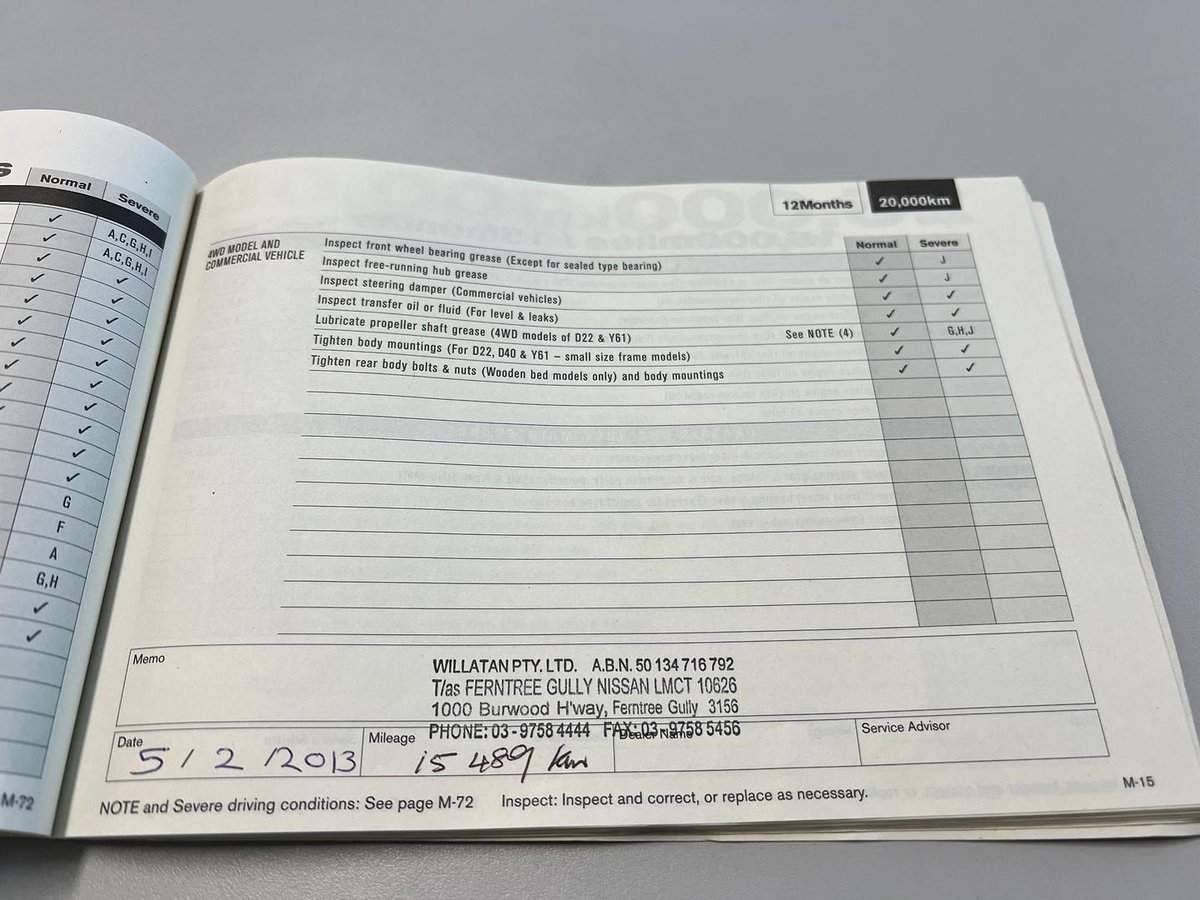 s
Normal Severe
✓ A,C,G,H,I
✓ A,C,G,H,I
✓ ✓
✓ ✓
✓ ✓
✓ ✓
✓ ✓
✓ ✓
✓ ✓
✓ ✓
✓
✓
G
F
A
G,H
✓
✓
M-72
12Months 20,000km
Normal Severe
4WD MODEL AND
COMMERCIAL VEHICLE
Inspect front wheel bearing grease (Except for sealed type bearing) ✓ J
Inspect free-running hub grease ✓ J
Inspect steering damper (Commercial vehicles) ✓ ✓
Inspect transfer oil or fluid (For level & leaks) ✓ ✓
Lubricate propeller shaft grease (4WD models of D22 & Y61) See NOTE (4) ✓ G,H,J
Tighten body mountings (For D22, D40 & Y61 – small size frame models) ✓ ✓
Tighten rear body bolts & nuts (Wooden bed models only) and body mountings ✓ ✓
Memo
WILLATAN PTY. LTD. A.B.N. 50 134 716 792
T/as FERNTREE GULLY NISSAN LMCT 10626
1000 Burwood H'way, Ferntree Gully 3156
PHONE: 03 - 9758 4444 FAX: 03 - 9758 5456
Date 5 / 2 / 2013
Mileage 15 489 km
Dealer Name
Service Advisor
NOTE and Severe driving conditions: See page M-72 Inspect: Inspect and correct, or replace as necessary.
M-15